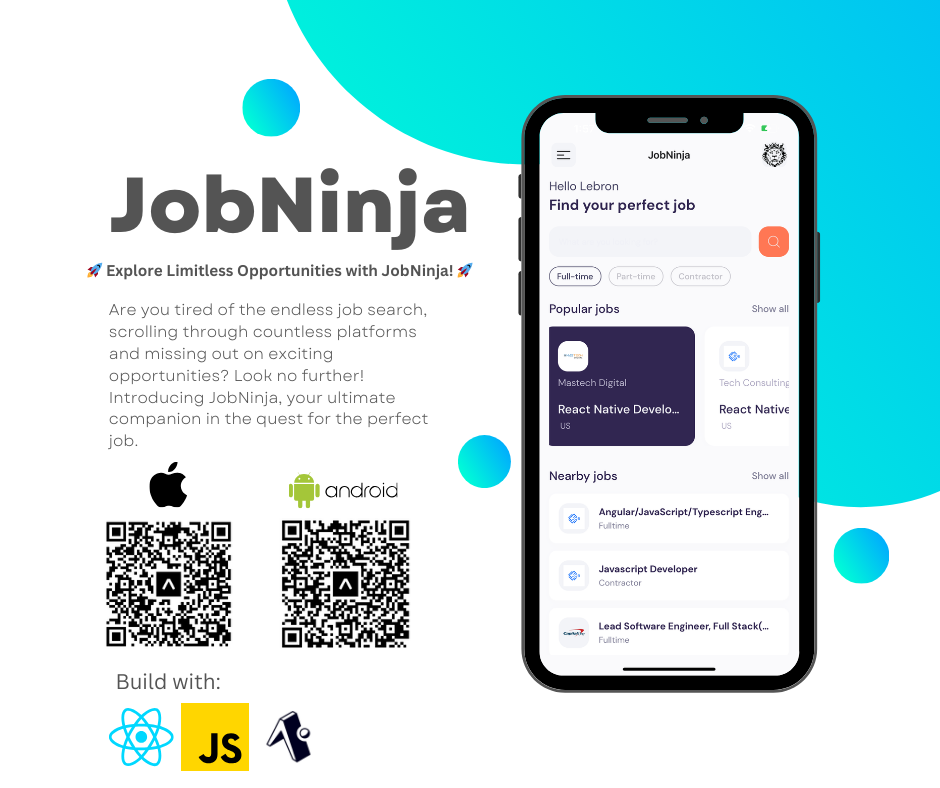 JobNinja
🚀 Explore Limitless Opportunities with JobNinja! 🚀
Are you tired of the endless job search,
scrolling through countless platforms
and missing out on exciting
opportunities? Look no further!
Introducing JobNinja, your ultimate
companion in the quest for the perfect
job.
android
Build with:
JS
JobNinja
Hello Lebron
Find your perfect job
Full-time
Part-time
Contractor
Popular jobs
Show all
Mastech Digital
React Native Develo...
US
Tech Consulting
React Native
US
Nearby jobs
Show all
Angular/JavaScript/Typescript Eng...
Fulltime
Javascript Developer
Contractor
Lead Software Engineer, Full Stack(...
Fulltime